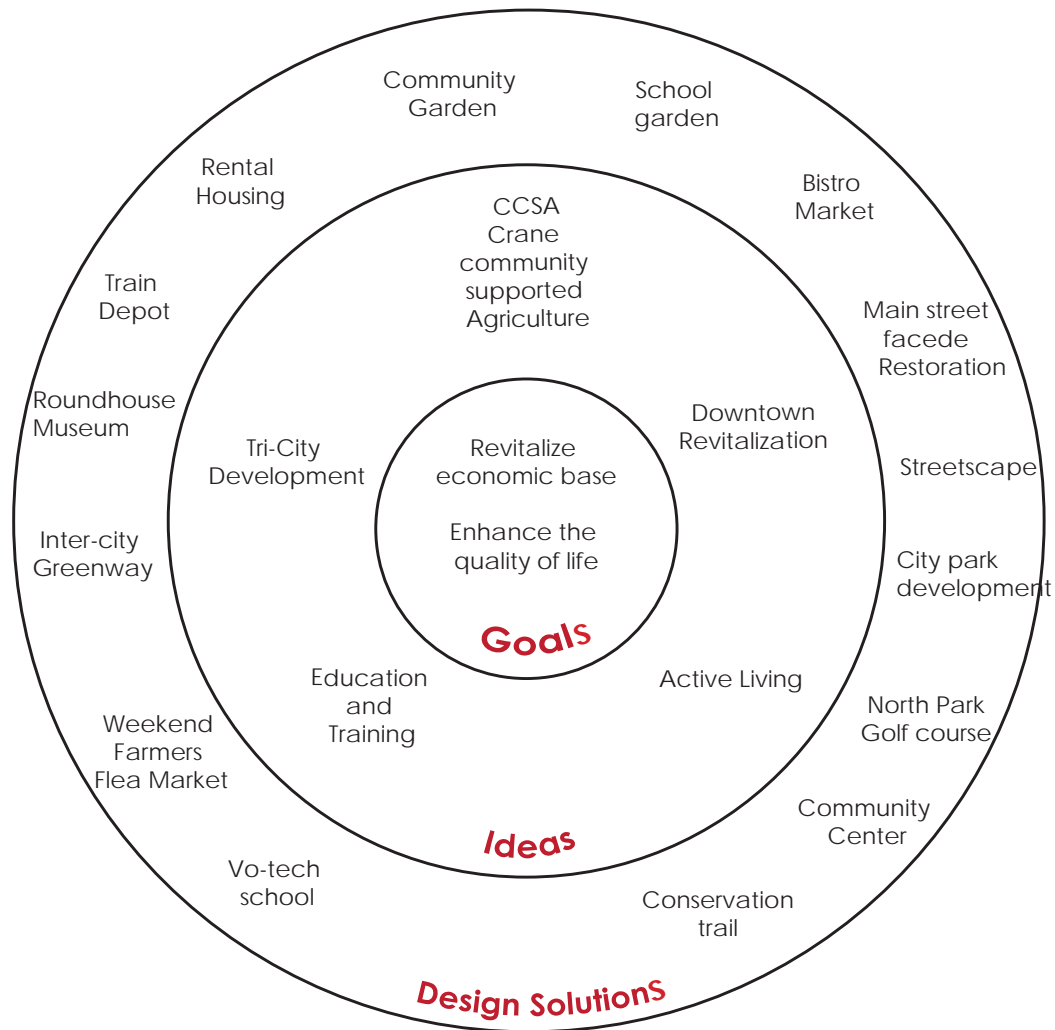 Community
Garden
School
garden
Rental
Housing
Bistro
Market
CCSA
Crane
community
supported
Agriculture
Train
Depot
Main street
facede
Restoration
Roundhouse
Museum
Downtown
Revitalization
Tri-City
Development
Revitalize
economic base
Streetscape
Enhance the
quality of life
Inter-city
Greenway
City park
development
Goals
Education
and
Training
Active Living
North Park
Golf course
Weekend
Farmers
Flea Market
Community
Center
Ideas
Vo-tech
school
Conservation
trail
Design Solutions